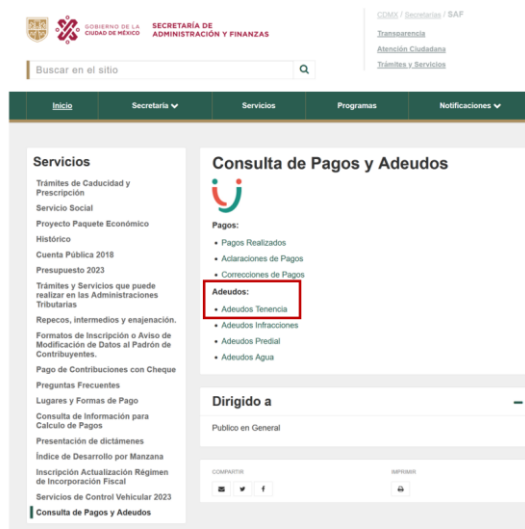 GOBIERNO DE LA
CIUDAD DE MÉXICO
SECRETARÍA DE
ADMINISTRACIÓN Y FINANZAS
CDMX / Secretarías / SAF
Transparencia
Atención Ciudadana
Trámites y Servicios
Buscar en el sitio
Inicio
Secretaría
Servicios
Programas
Notificaciones
Servicios
Trámites de Caducidad y
Prescripción
Servicio Social
Proyecto Paquete Económico
Histórico
Cuenta Pública 2018
Presupuesto 2023
Trámites y Servicios que puede
realizar en las Administraciones
Tributarias
Repecos, intermedios y enajenación.
Formatos de Inscripción o Aviso de
Modificación de Datos al Padrón de
Contribuyentes.
Pago de Contribuciones con Cheque
Preguntas Frecuentes
Lugares y Formas de Pago
Consulta de Información para
Calculo de Pagos
Presentación de dictámenes
Índice de Desarrollo por Manzana
Inscripción Actualización Régimen
de Incorporación Fiscal
Servicios de Control Vehicular 2023
Consulta de Pagos y Adeudos
Consulta de Pagos y Adeudos
Pagos:
• Pagos Realizados
• Aclaraciones de Pagos
• Correcciones de Pagos
Adeudos:
• Adeudos Tenencia
• Adeudos Infracciones
• Adeudos Predial
• Adeudos Agua
Dirigido a
Publico en General
COMPARTIR
IMPRIMIR